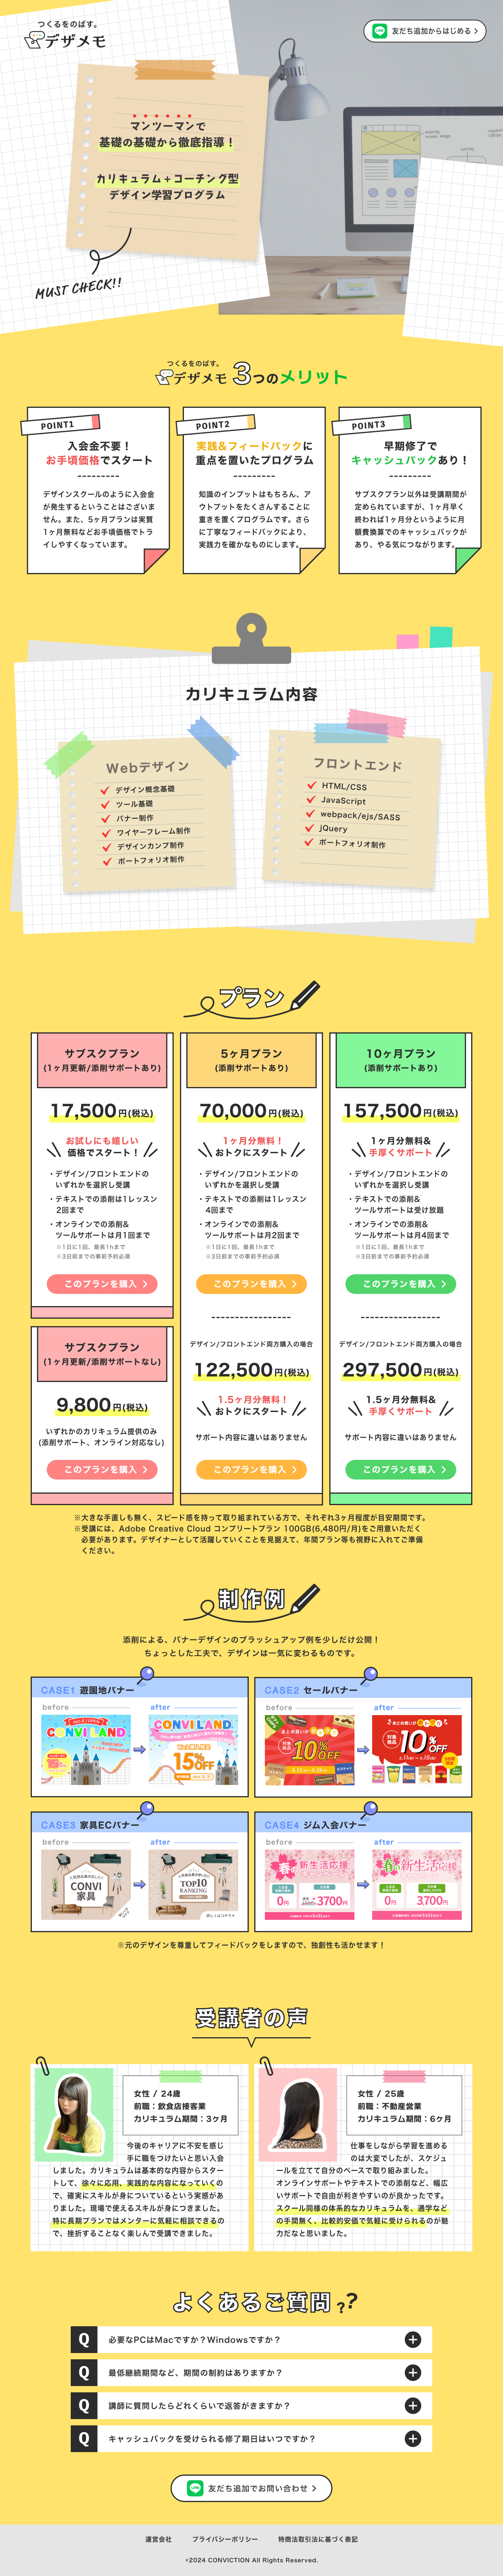 つくるをのばす。
デザメモ
友だち追加からはじめる
マンツーマンで
基礎の基礎から徹底指導！
カリキュラム＋コーチング型
デザイン学習プログラム
MUST CHECK!!
つくるをのばす。
デザメモ 3つのメリット
POINT1
入会金不要！
お手頃価格でスタート
デザインスクールのように入会金
が発生するということはございま
せん。また、5ヶ月プランは実質
1ヶ月無料などお手頃価格でトラ
イしやすくなっています。
POINT2
実践&フィードバックに
重点を置いたプログラム
知識のインプットはもちろん、ア
ウトプットをたくさんすることに
重きを置くプログラムです。さら
に丁寧なフィードバックにより、
実践力を確かなものにします。
POINT3
早期修了で
キャッシュバックあり！
サブスクプラン以外は受講期間が
定められていますが、1ヶ月早く
終われば1ヶ月分というように月
額費換算でのキャッシュバックが
あり、やる気につながります。
カリキュラム内容
Webデザイン
デザイン概念基礎
ツール基礎
バナー制作
ワイヤーフレーム制作
デザインカンプ制作
ポートフォリオ制作
フロントエンド
HTML/CSS
JavaScript
webpack/ejs/SASS
jQuery
ポートフォリオ制作
プラン
サブスクプラン
(1ヶ月更新/添削サポートあり)
17,500円(税込)
お試しにも嬉しい
価格でスタート！
・デザイン/フロントエンドの
いずれかを選択し受講
・テキストでの添削は1レッスン
2回まで
・オンラインでの添削&
ツールサポートは月1回まで
※1日に1回、最長1hまで
※3日前までの事前予約必須
このプランを購入
サブスクプラン
(1ヶ月更新/添削サポートなし)
9,800円(税込)
いずれかのカリキュラム提供のみ
(添削サポート、オンライン対応なし)
このプランを購入
5ヶ月プラン
(添削サポートあり)
70,000円(税込)
1ヶ月分無料！
おトクにスタート
・デザイン/フロントエンドの
いずれかを選択し受講
・テキストでの添削は1レッスン
4回まで
・オンラインでの添削&
ツールサポートは月2回まで
※1日に1回、最長1hまで
※3日前までの事前予約必須
このプランを購入
デザイン/フロントエンド両方購入の場合
122,500円(税込)
1.5ヶ月分無料！
おトクにスタート
サポート内容に違いはありません
このプランを購入
10ヶ月プラン
(添削サポートあり)
157,500円(税込)
1ヶ月分無料&
手厚くサポート
・デザイン/フロントエンドの
いずれかを選択し受講
・テキストでの添削&
ツールサポートは受け放題
・オンラインでの添削&
ツールサポートは月4回まで
※1日に1回、最長1hまで
※3日前までの事前予約必須
このプランを購入
デザイン/フロントエンド両方購入の場合
297,500円(税込)
1.5ヶ月分無料&
手厚くサポート
サポート内容に違いはありません
このプランを購入
※大きな手直しも無く、スピード感を持って取り組まれている方で、それぞれ3ヶ月程度が目安期間です。
※受講には、Adobe Creative Cloud コンプリートプラン 100GB(6,480円/月)をご用意いただく
必要があります。デザイナーとして活躍していくことを見据えて、年間プラン等も視野に入れてご準備
ください。
制作例
添削による、バナーデザインのブラッシュアップ例を少しだけ公開！
ちょっとした工夫で、デザインは一気に変わるものです。
CASE1 遊園地バナー
before
after
CONVI LAND
CONVI LAND
15%OFF
CASE2 セールバナー
before
after
10%OFF
10%OFF
CASE3 家具ECバナー
before
after
CONVI
家具
TOP10
RANKING
CASE4 ジム入会バナー
before
after
春 新生活応援
0円
3700円
春の新生活応援
0円
3700円
※元のデザインを尊重してフィードバックをしますので、独創性も活かせます！
受講者の声
女性 / 24歳
前職：飲食店接客業
カリキュラム期間：3ヶ月
今後のキャリアに不安を感じ
手に職をつけたいと思い入会
しました。カリキュラムは基本的な内容からスター
トして、徐々に応用、実践的な内容になっていくの
で、確実にスキルが身についているという実感があ
りました。現場で使えるスキルが身につきました。
特に長期プランではメンターに気軽に相談できるの
で、挫折することなく楽しんで受講できました。
女性 / 25歳
前職：不動産営業
カリキュラム期間：6ヶ月
仕事をしながら学習を進める
のは大変でしたが、スケジュ
ールを立てて自分のペースで取り組みました。
オンラインサポートやテキストでの添削など、幅広
いサポートで自由が利きやすいのが良かったです。
スクール同様の体系的なカリキュラムを、通学など
の手間無く、比較的安価で気軽に受けられるのが魅
力だなと思いました。
よくあるご質問??
Q 必要なPCはMacですか？Windowsですか？
Q 最低継続期間など、期間の制約はありますか？
Q 講師に質問したらどれくらいで返答がきますか？
Q キャッシュバックを受けられる修了期日はいつですか？
友だち追加でお問い合わせ
運営会社 プライバシーポリシー 特商法取引法に基づく表記
©2024 CONVICTION All Rights Reserved.